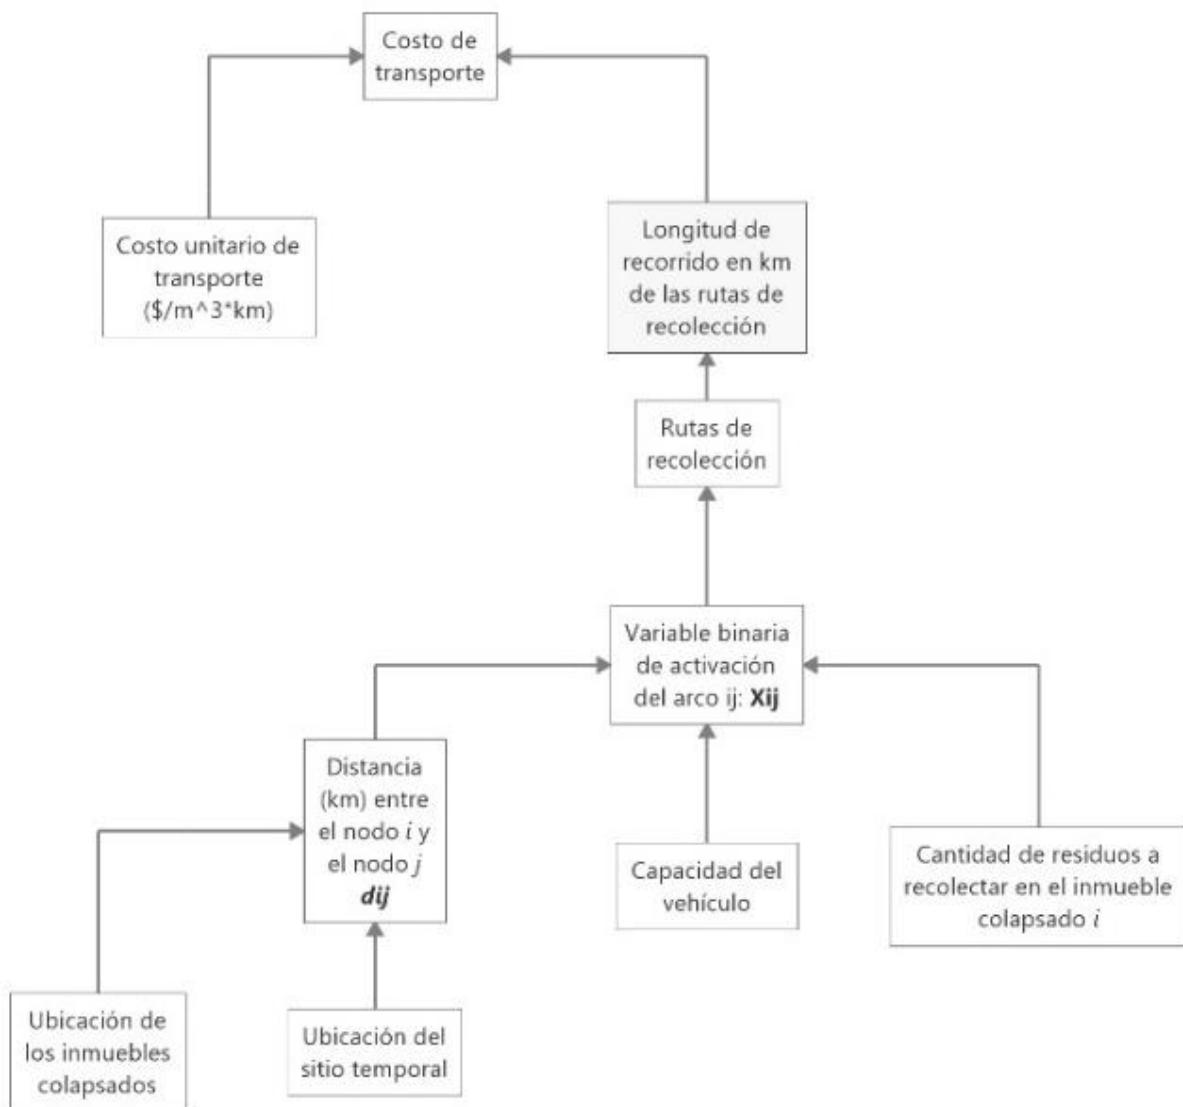 Costo de
transporte
Costo unitario de
transporte
($/m^3*km)
Longitud de
recorrido en km
de las rutas de
recolección
Rutas de
recolección
Variable binaria
de activación
del arco ij: Xij
Distancia
(km) entre
el nodo i y
el nodo j
dij
Capacidad del
vehículo
Cantidad de residuos a
recolectar en el inmueble
colapsado i
Ubicación de
los inmuebles
colapsados
Ubicación del
sitio temporal